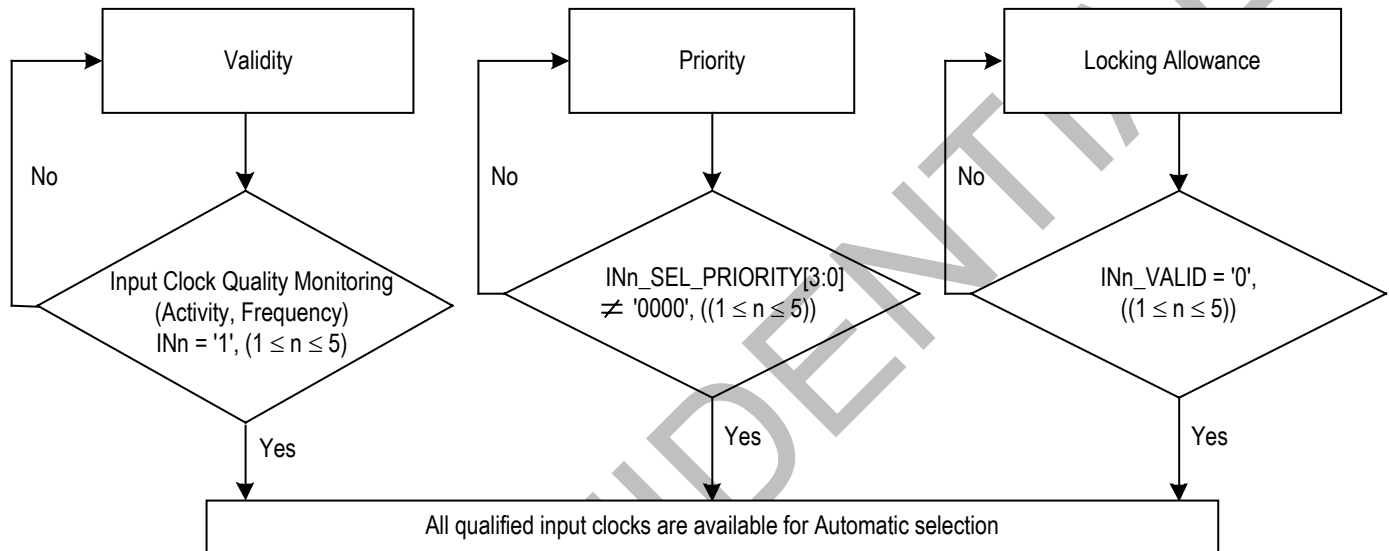 Validity
Priority
Locking Allowance
No
No
No
Input Clock Quality Monitoring
(Activity, Frequency)
INn = '1', (1 ≤ n ≤ 5)
INn_SEL_PRIORITY[3:0]
≠ '0000', ((1 ≤ n ≤ 5))
INn_VALID = '0',
((1 ≤ n ≤ 5))
Yes
Yes
Yes
All qualified input clocks are available for Automatic selection